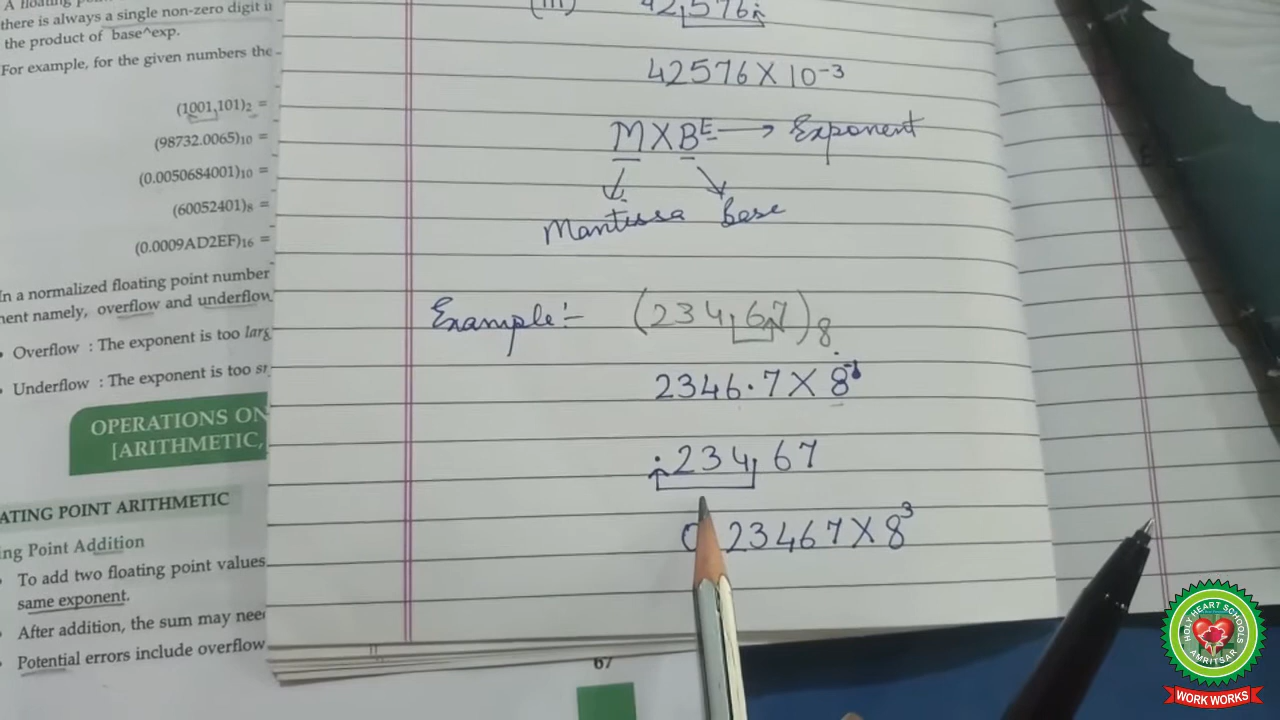 A floating
there is always a single non-zero digit i
the product of base^exp.
For example, for the given numbers the
(1001.101)₂ =
(98732.0065)₁₀ =
(0.0050684001)₁₀ =
(60052401)₈ =
(0.0009AD2EF)₁₆ =
In a normalized floating point number
ment namely, overflow and underflow
• Overflow : The exponent is too larg
• Underflow : The exponent is too s
OPERATIONS ON
[ARITHMETIC,
ATING POINT ARITHMETIC
ing Point Addition
• To add two floating point values
same exponent.
• After addition, the sum may nee
• Potential errors include overflow
67
(iii) 42,576.
42576 X 10⁻³
M X Bᴱ → Exponent
Mantissa base
Example:- (234,67)₈
2346.7 X 8⁻¹
.234,67
0.23467 X 8³
HOLY HEART SCHOOLS
AMRITSAR
WORK WORKS